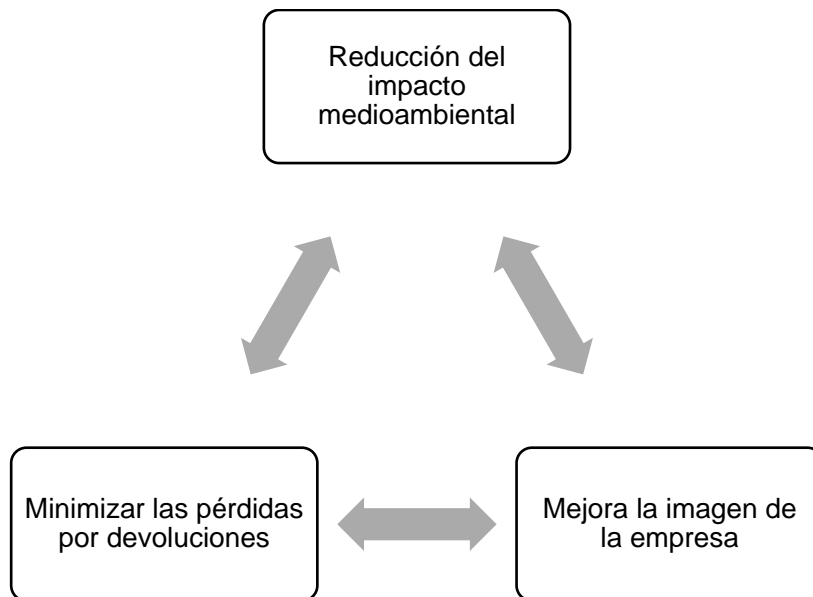 Reducción del
impacto
medioambiental
Minimizar las pérdidas
por devoluciones
Mejora la imagen de
la empresa